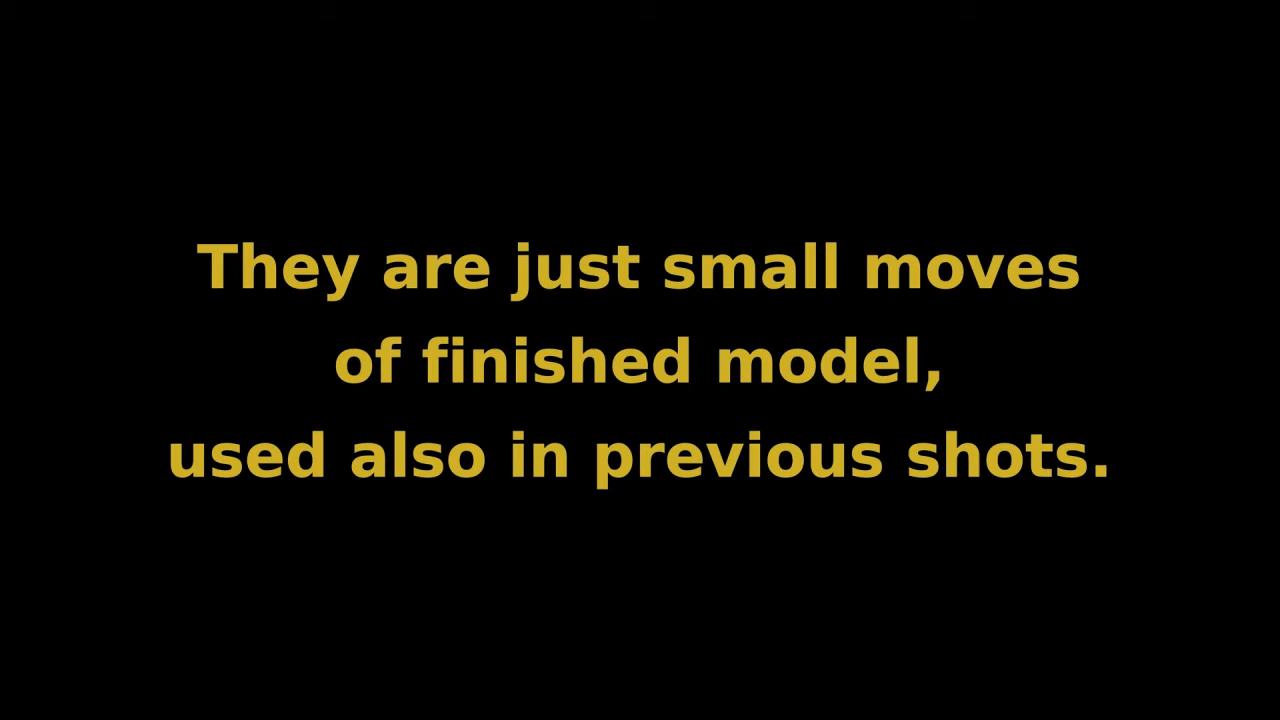 They are just small moves
of finished model,
used also in previous shots.